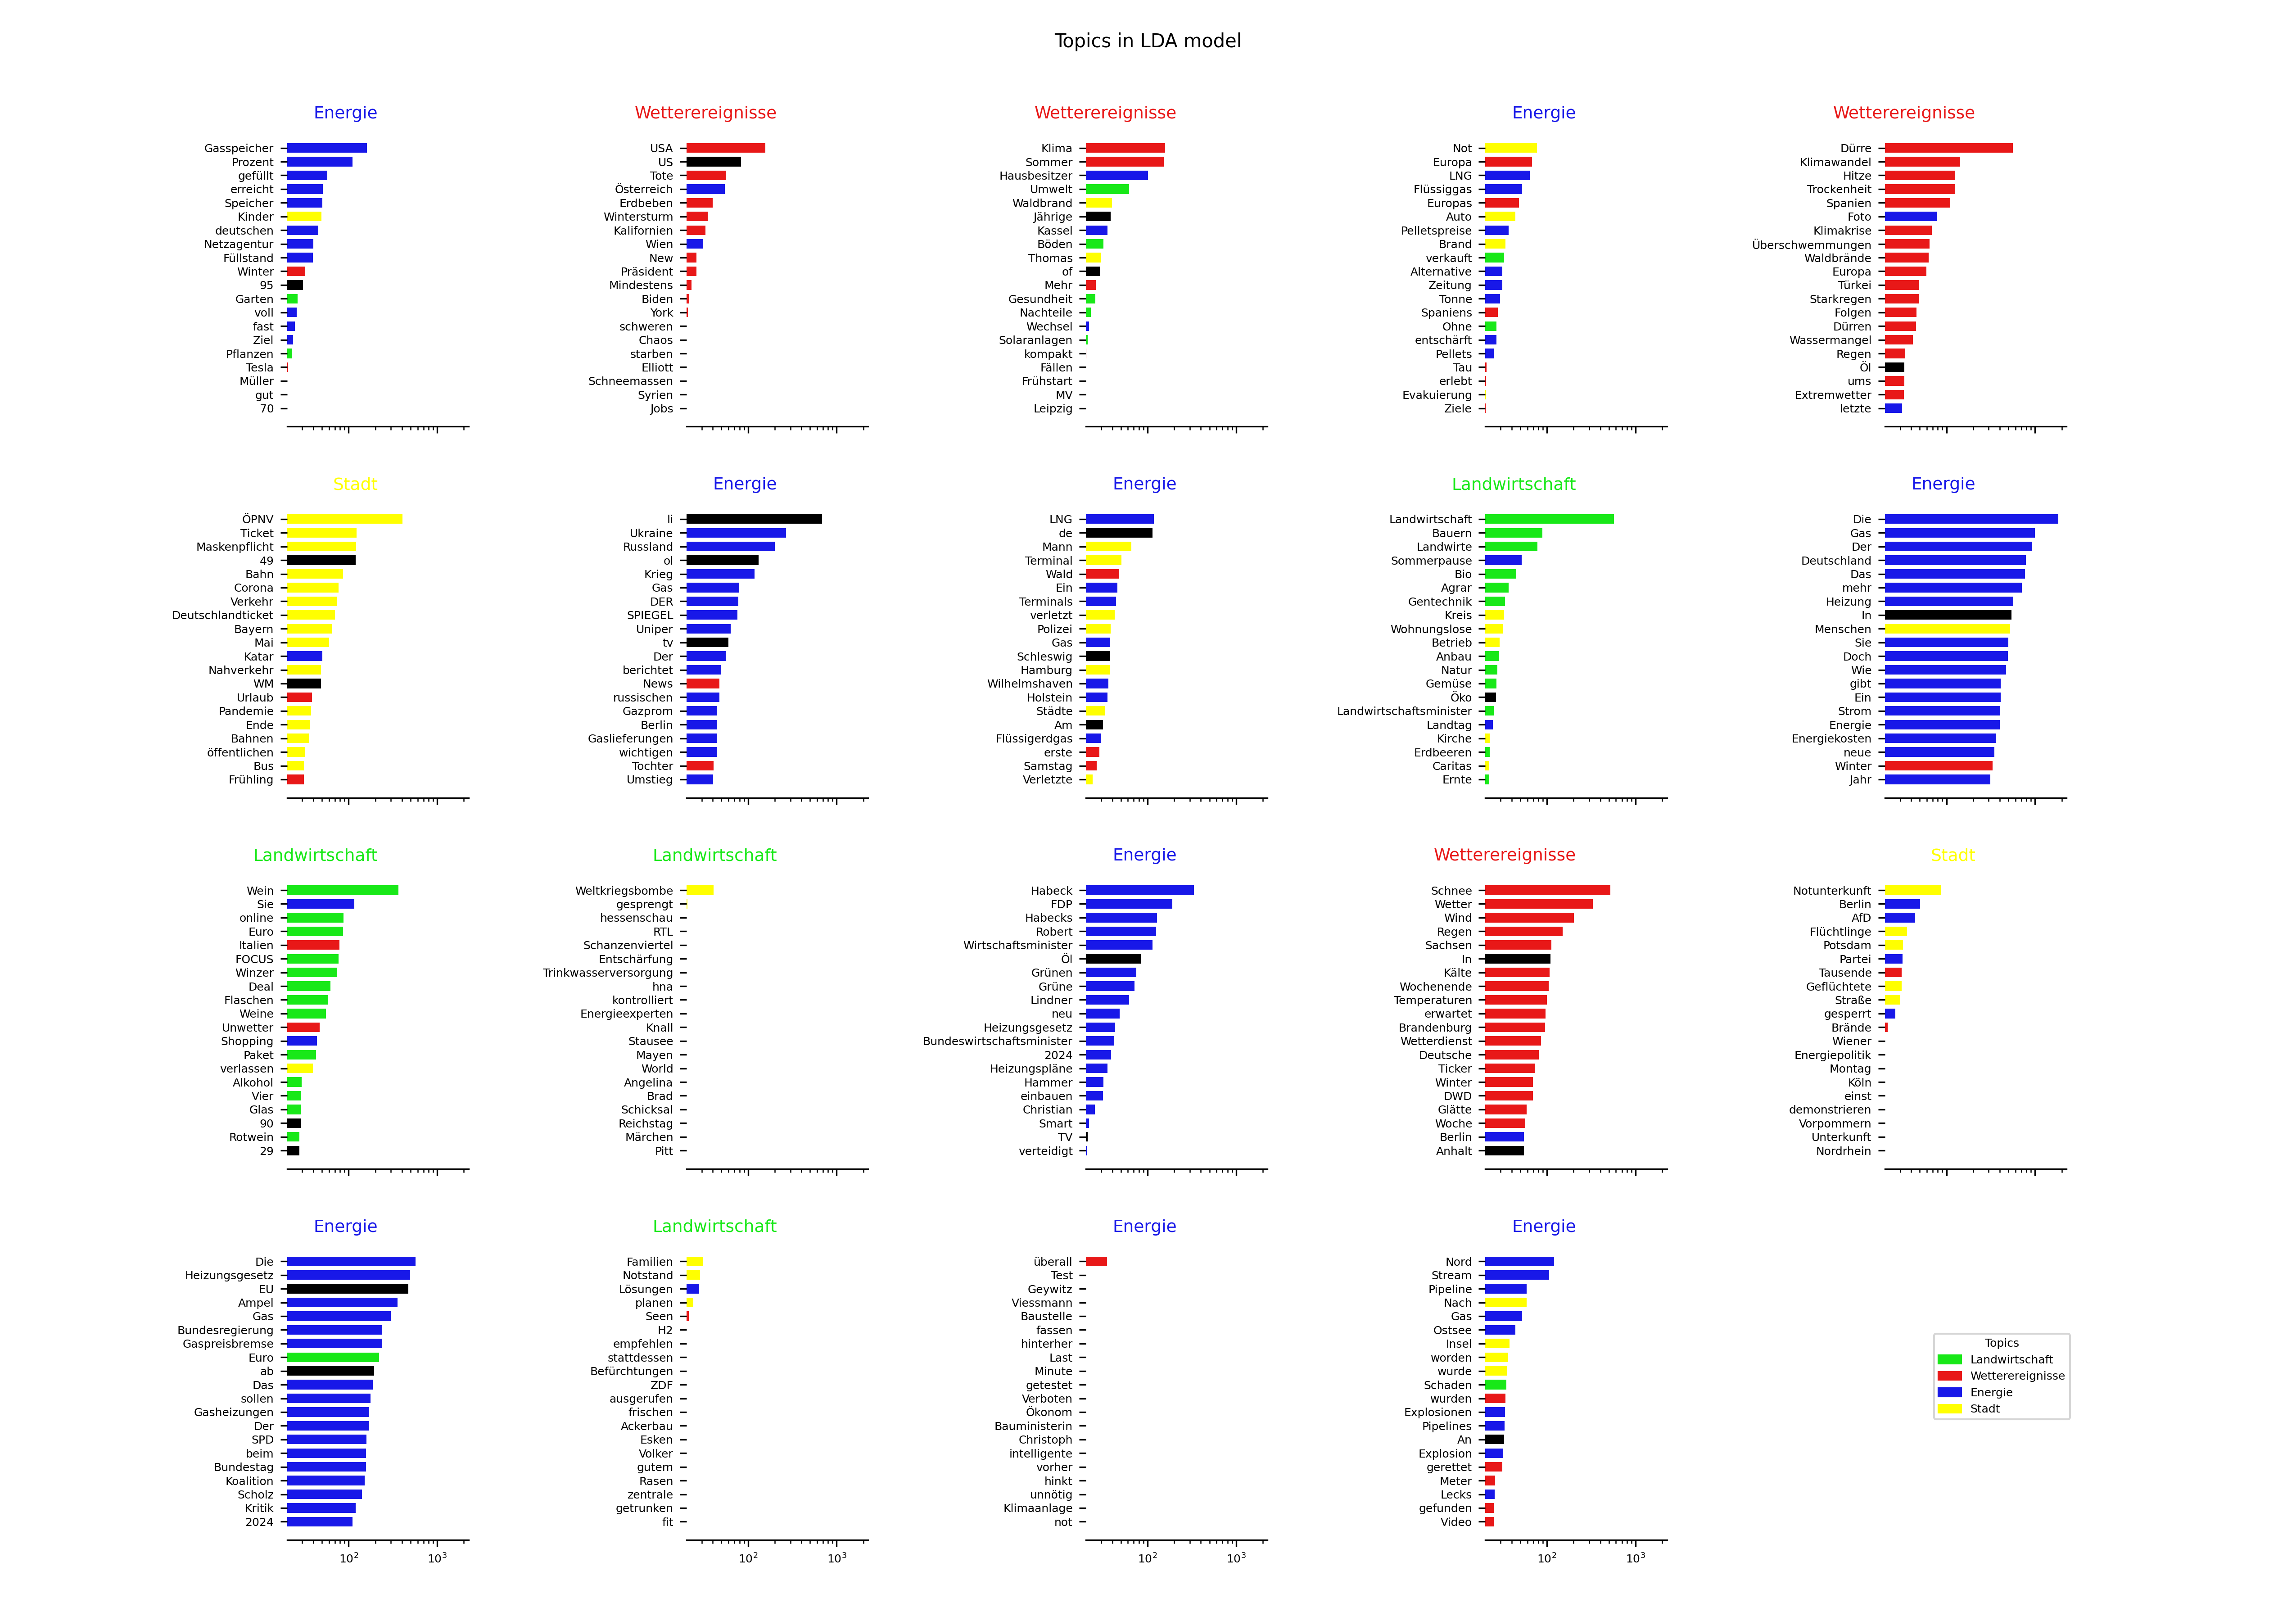 Topics in LDA model
Energie
Gasspeicher
Prozent
gefüllt
erreicht
Speicher
Kinder
deutschen
Netzagentur
Füllstand
Winter
95
Garten
voll
fast
Ziel
Pflanzen
Tesla
Müller
gut
70
Wetterereignisse
USA
US
Tote
Österreich
Erdbeben
Wintersturm
Kalifornien
Wien
New
Präsident
Mindestens
Biden
York
schweren
Chaos
starben
Elliott
Schneemassen
Syrien
Jobs
Wetterereignisse
Klima
Sommer
Hausbesitzer
Umwelt
Waldbrand
Jährige
Kassel
Böden
Thomas
of
Mehr
Gesundheit
Nachteile
Wechsel
Solaranlagen
kompakt
Fällen
Frühstart
MV
Leipzig
Energie
Not
Europa
LNG
Flüssiggas
Europas
Auto
Pelletspreise
Brand
verkauft
Alternative
Zeitung
Tonne
Spaniens
Ohne
entschärft
Pellets
Tau
erlebt
Evakuierung
Ziele
Wetterereignisse
Dürre
Klimawandel
Hitze
Trockenheit
Spanien
Foto
Klimakrise
Überschwemmungen
Waldbrände
Europa
Türkei
Starkregen
Folgen
Dürren
Wassermangel
Regen
Öl
ums
Extremwetter
letzte
Stadt
ÖPNV
Ticket
Maskenpflicht
49
Bahn
Corona
Verkehr
Deutschlandticket
Bayern
Mai
Katar
Nahverkehr
WM
Urlaub
Pandemie
Ende
Bahnen
öffentlichen
Bus
Frühling
Energie
li
Ukraine
Russland
ol
Krieg
Gas
DER
SPIEGEL
Uniper
tv
Der
berichtet
News
russischen
Gazprom
Berlin
Gaslieferungen
wichtigen
Tochter
Umstieg
Energie
LNG
de
Mann
Terminal
Wald
Ein
Terminals
verletzt
Polizei
Gas
Schleswig
Hamburg
Wilhelmshaven
Holstein
Städte
Am
Flüssigerdgas
erste
Samstag
Verletzte
Landwirtschaft
Landwirtschaft
Bauern
Landwirte
Sommerpause
Bio
Agrar
Gentechnik
Kreis
Wohnungslose
Betrieb
Anbau
Natur
Gemüse
Öko
Landwirtschaftsminister
Landtag
Kirche
Erdbeeren
Caritas
Ernte
Energie
Die
Gas
Der
Deutschland
Das
mehr
Heizung
In
Menschen
Sie
Doch
Wie
gibt
Ein
Strom
Energie
Energiekosten
neue
Winter
Jahr
Landwirtschaft
Wein
Sie
online
Euro
Italien
FOCUS
Winzer
Deal
Flaschen
Weine
Unwetter
Shopping
Paket
verlassen
Alkohol
Vier
Glas
90
Rotwein
29
Landwirtschaft
Weltkriegsbombe
gesprengt
hessenschau
RTL
Schanzenviertel
Entschärfung
Trinkwasserversorgung
hna
kontrolliert
Energieexperten
Knall
Stausee
Mayen
World
Angelina
Brad
Schicksal
Reichstag
Märchen
Pitt
Energie
Habeck
FDP
Habecks
Robert
Wirtschaftsminister
Öl
Grünen
Grüne
Lindner
neu
Heizungsgesetz
Bundeswirtschaftsminister
2024
Heizungspläne
Hammer
einbauen
Christian
Smart
TV
verteidigt
Wetterereignisse
Schnee
Wetter
Wind
Regen
Sachsen
In
Kälte
Wochenende
Temperaturen
erwartet
Brandenburg
Wetterdienst
Deutsche
Ticker
Winter
DWD
Glätte
Woche
Berlin
Anhalt
Stadt
Notunterkunft
Berlin
AfD
Flüchtlinge
Potsdam
Partei
Tausende
Geflüchtete
Straße
gesperrt
Brände
Wiener
Energiepolitik
Montag
Köln
einst
demonstrieren
Vorpommern
Unterkunft
Nordrhein
Energie
Die
Heizungsgesetz
EU
Ampel
Gas
Bundesregierung
Gaspreisbremse
Euro
ab
Das
sollen
Gasheizungen
Der
SPD
beim
Bundestag
Koalition
Scholz
Kritik
2024
10²
10³
Landwirtschaft
Familien
Notstand
Lösungen
planen
Seen
H2
empfehlen
stattdessen
Befürchtungen
ZDF
ausgerufen
frischen
Ackerbau
Esken
Volker
gutem
Rasen
zentrale
getrunken
fit
10²
10³
Energie
überall
Test
Geywitz
Viessmann
Baustelle
fassen
hinterher
Last
Minute
getestet
Verboten
Ökonom
Bauministerin
Christoph
intelligente
vorher
hinkt
unnötig
Klimaanlage
not
10²
10³
Energie
Nord
Stream
Pipeline
Nach
Gas
Ostsee
Insel
worden
wurde
Schaden
wurden
Explosionen
Pipelines
An
Explosion
gerettet
Meter
Lecks
gefunden
Video
10²
10³
Topics
Landwirtschaft
Wetterereignisse
Energie
Stadt